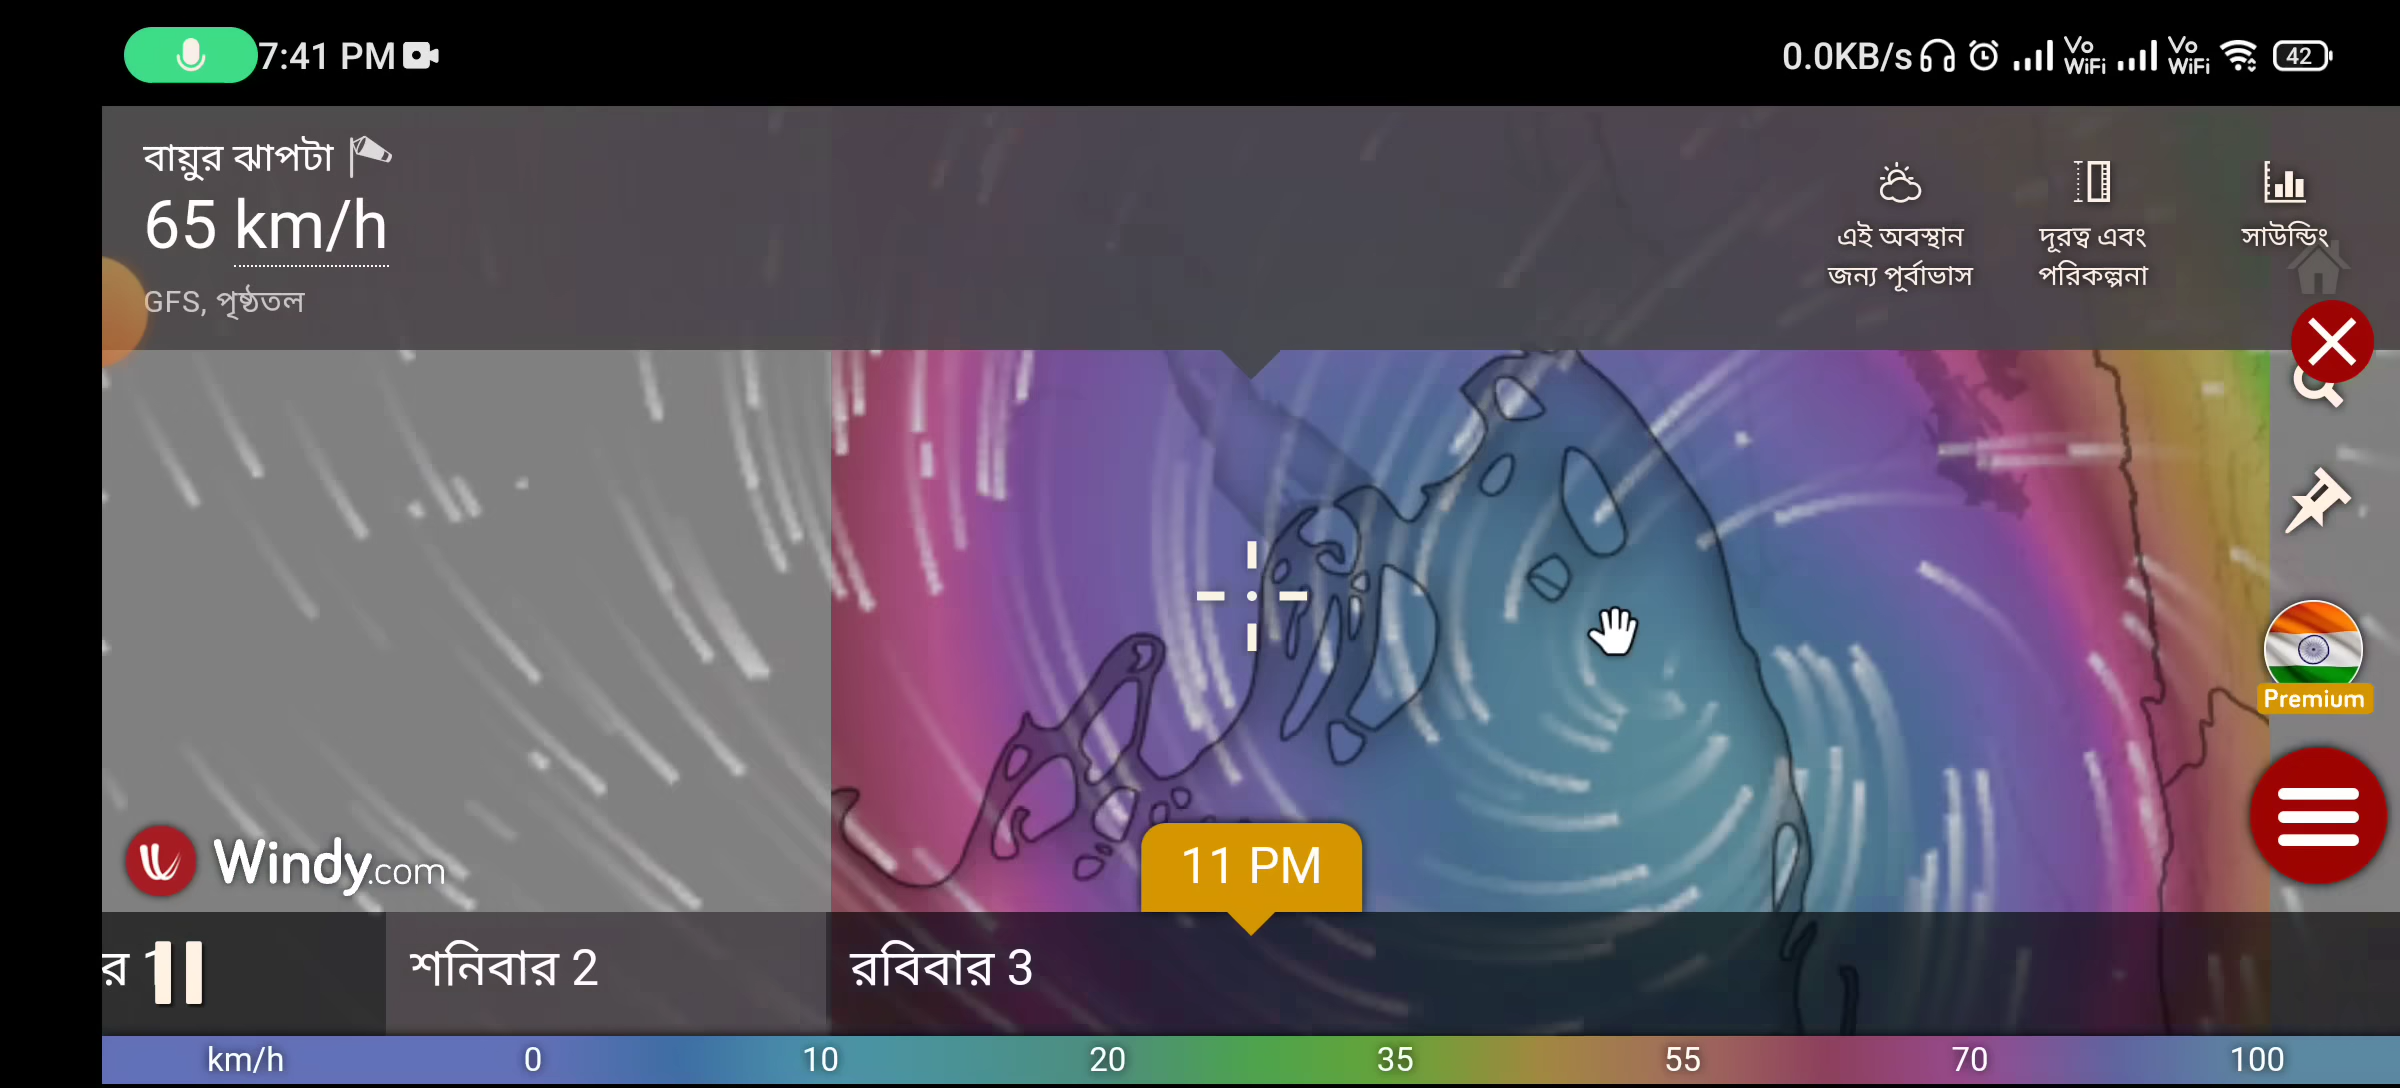 7:41 PM
0.0KB/s Vo WiFi Vo WiFi 42
বায়ুর ঝাপটা
65 km/h
GFS, পৃষ্ঠতল
এই অবস্থান
জন্য পূর্বাভাস
দূরত্ব এবং
পরিকল্পনা
সাউন্ডিং
Premium
Windy.com
11 PM
র 1
শনিবার 2
রবিবার 3
km/h 0 10 20 35 55 70 100